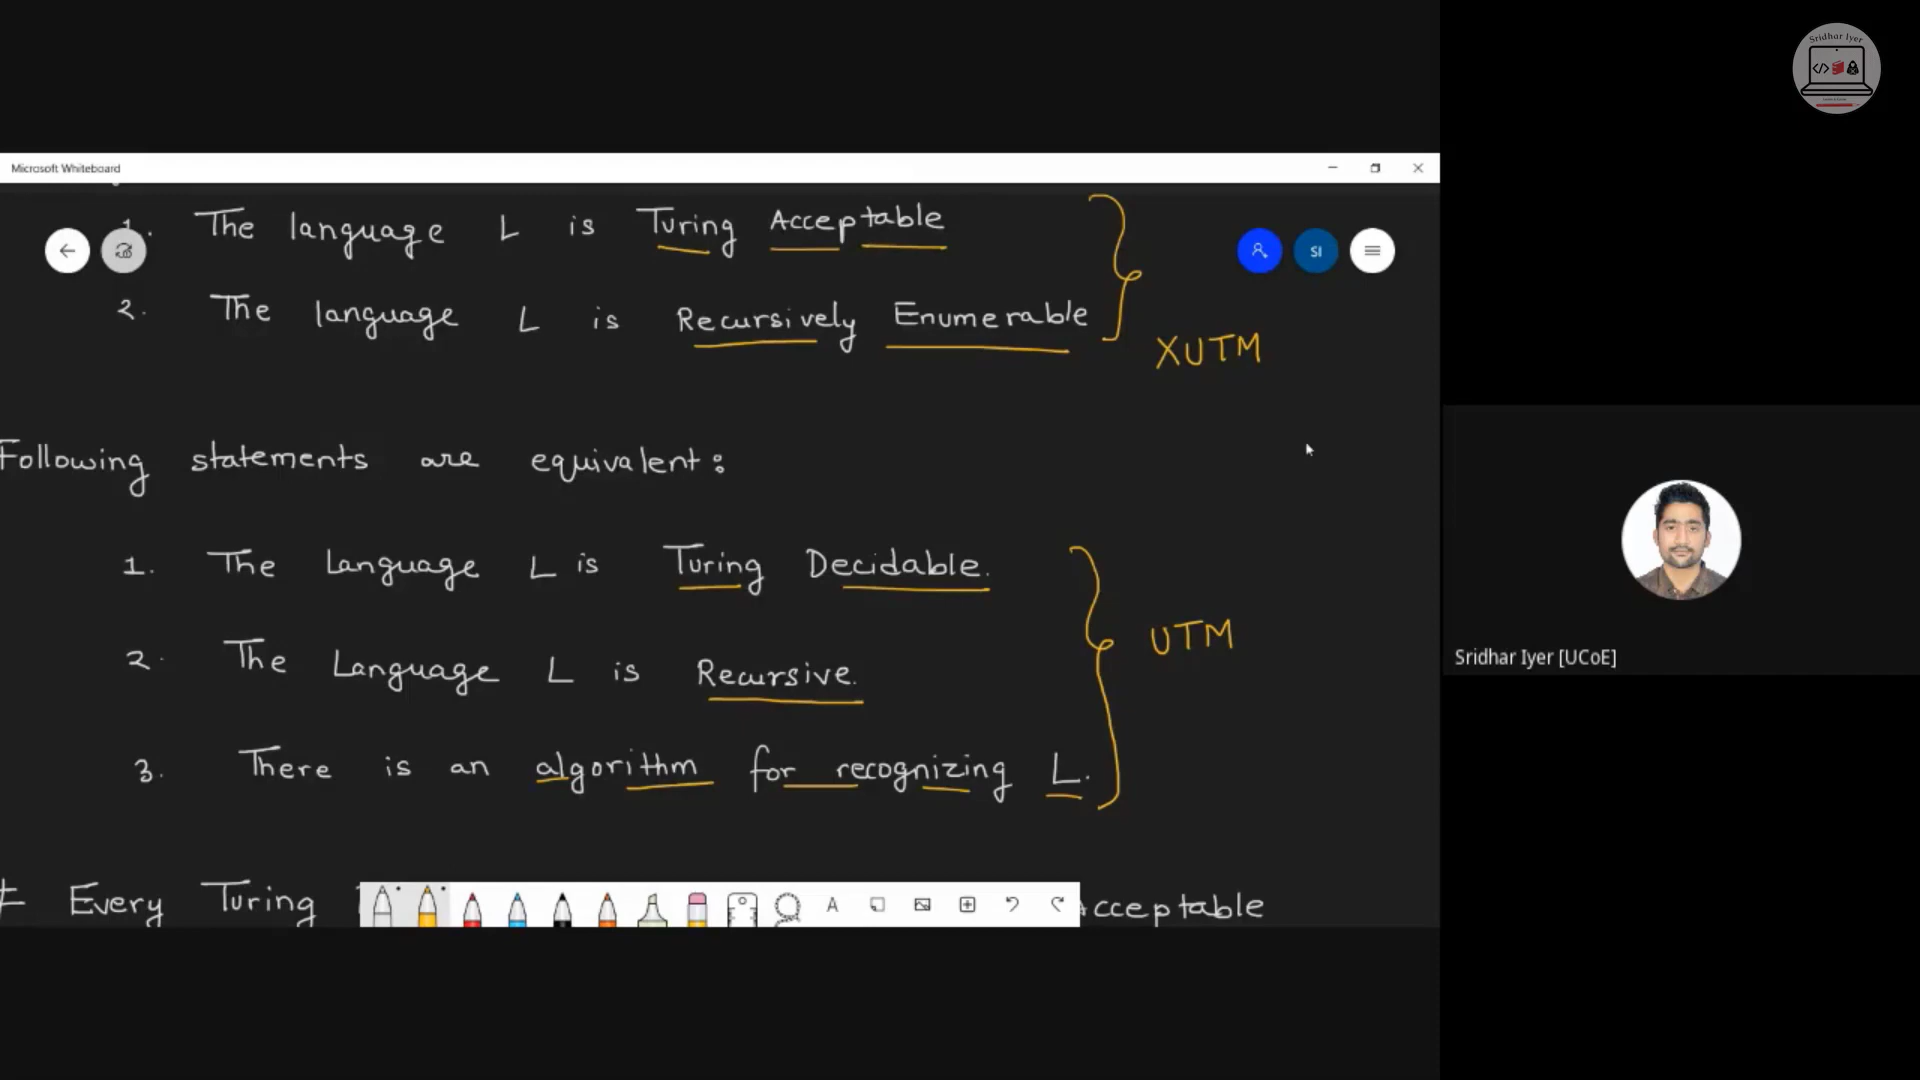 Sridhar Iyer
Microsoft Whiteboard
1. The language L is Turing Acceptable
2. The language L is Recursively Enumerable
XUTM
SI
Following statements are equivalent:
1. The Language L is Turing Decidable.
2. The Language L is Recursive.
UTM
3. There is an algorithm for recognizing L.
Every Turing
cceptable
A
Sridhar Iyer [UCoE]